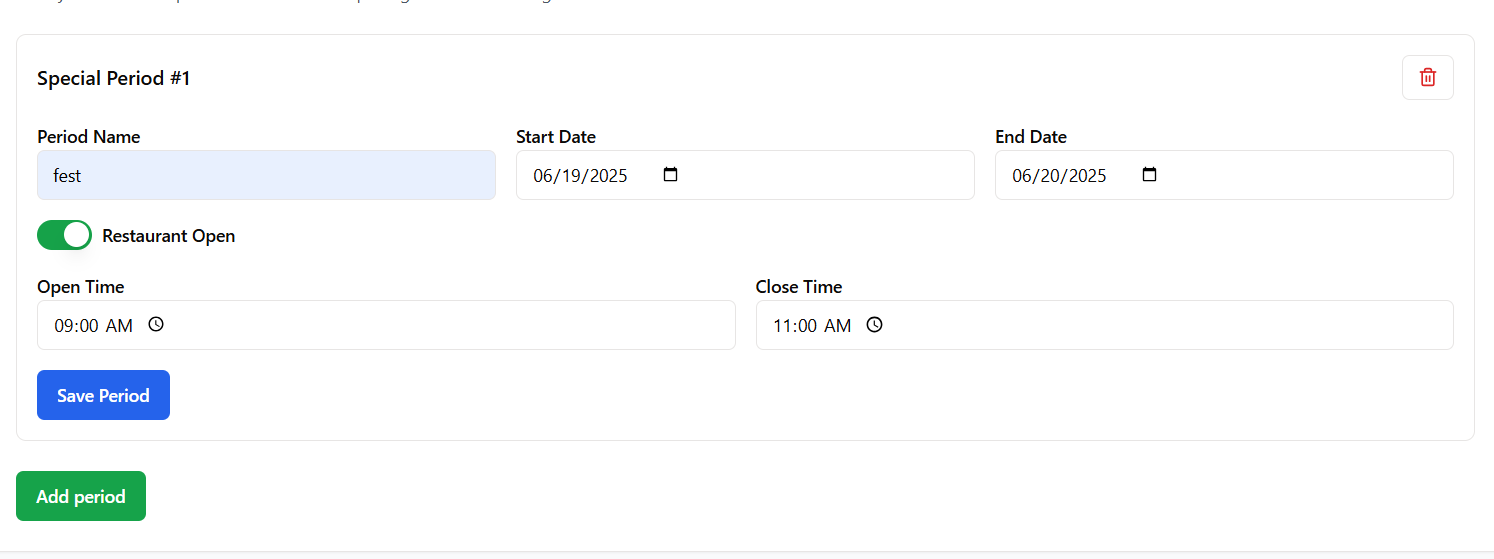 Special Period #1
Period Name
Start Date
End Date
fest
06/19/2025
06/20/2025
Restaurant Open
Open Time
Close Time
09:00 AM
11:00 AM
Save Period
Add period